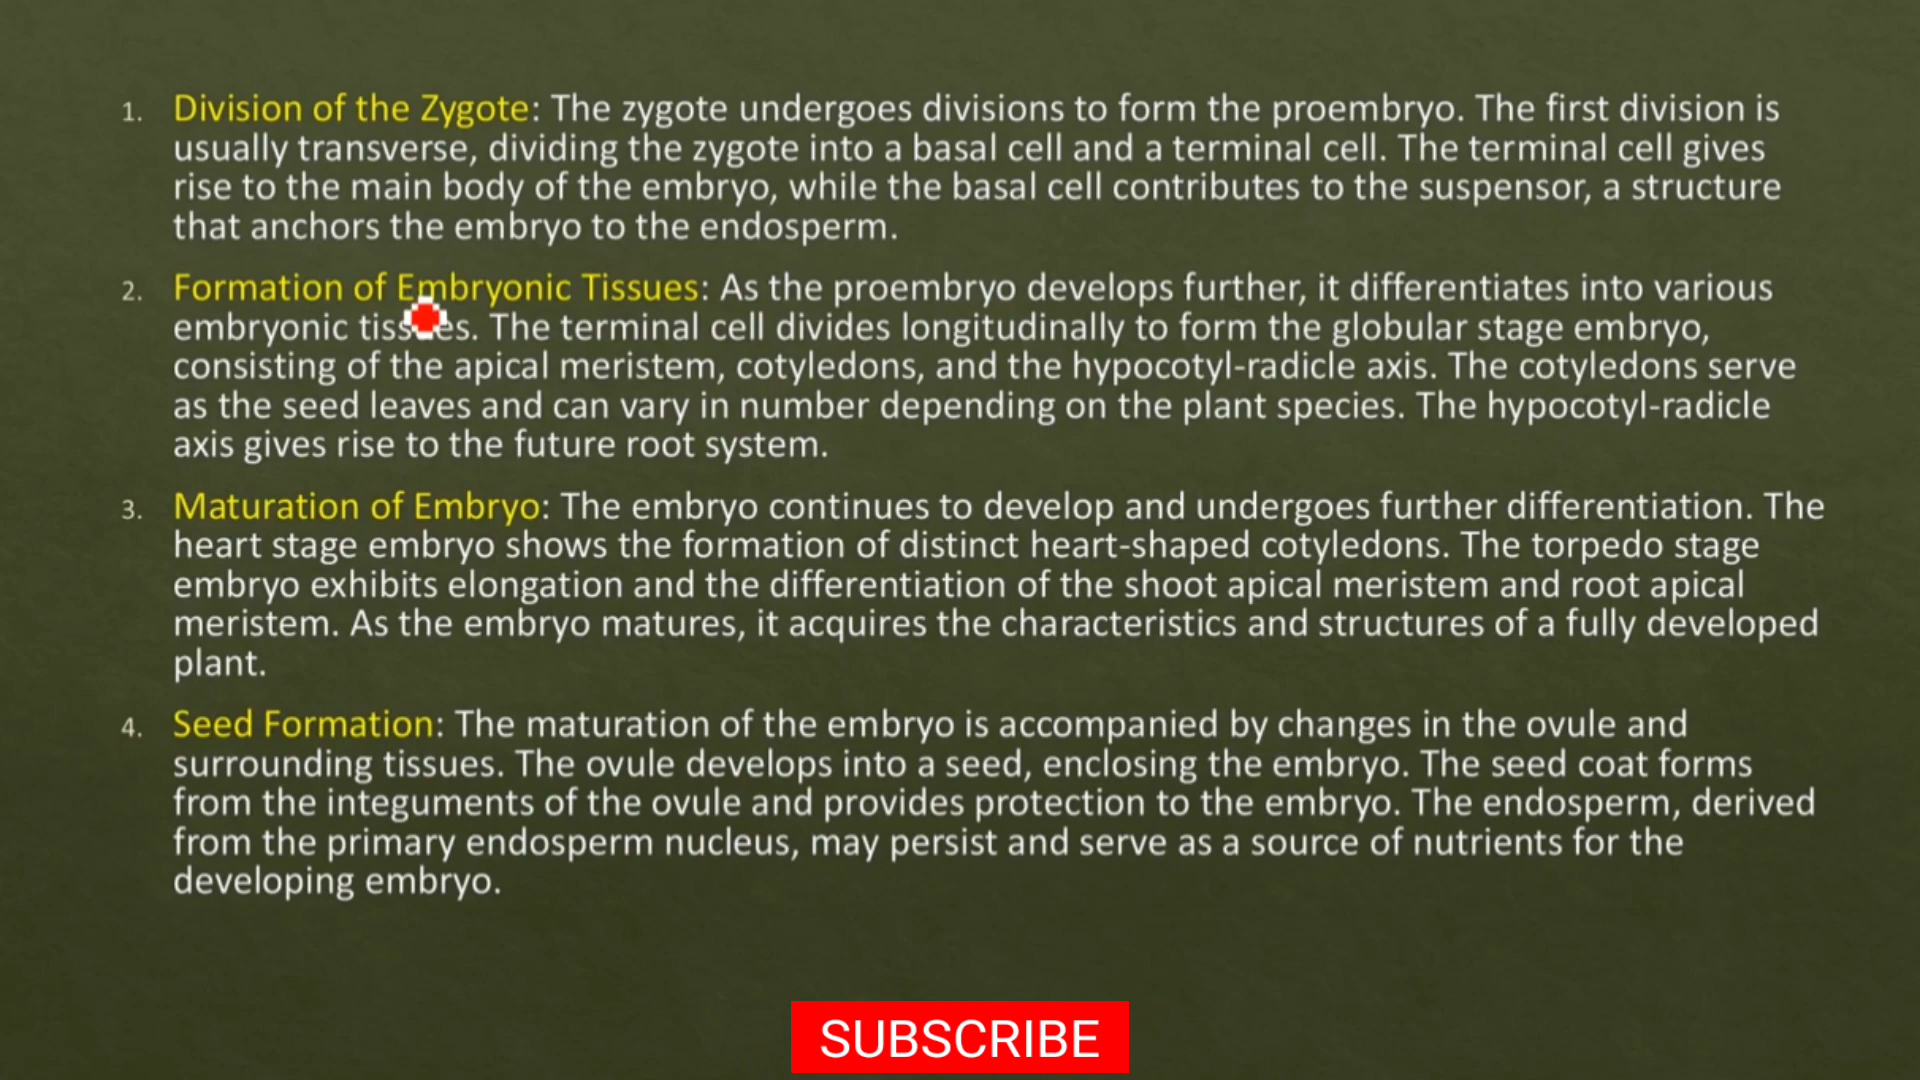 1. Division of the Zygote: The zygote undergoes divisions to form the proembryo. The first division is
usually transverse, dividing the zygote into a basal cell and a terminal cell. The terminal cell gives
rise to the main body of the embryo, while the basal cell contributes to the suspensor, a structure
that anchors the embryo to the endosperm.
2. Formation of Embryonic Tissues: As the proembryo develops further, it differentiates into various
embryonic tissues. The terminal cell divides longitudinally to form the globular stage embryo,
consisting of the apical meristem, cotyledons, and the hypocotyl-radicle axis. The cotyledons serve
as the seed leaves and can vary in number depending on the plant species. The hypocotyl-radicle
axis gives rise to the future root system.
3. Maturation of Embryo: The embryo continues to develop and undergoes further differentiation. The
heart stage embryo shows the formation of distinct heart-shaped cotyledons. The torpedo stage
embryo exhibits elongation and the differentiation of the shoot apical meristem and root apical
meristem. As the embryo matures, it acquires the characteristics and structures of a fully developed
plant.
4. Seed Formation: The maturation of the embryo is accompanied by changes in the ovule and
surrounding tissues. The ovule develops into a seed, enclosing the embryo. The seed coat forms
from the integuments of the ovule and provides protection to the embryo. The endosperm, derived
from the primary endosperm nucleus, may persist and serve as a source of nutrients for the
developing embryo.
SUBSCRIBE